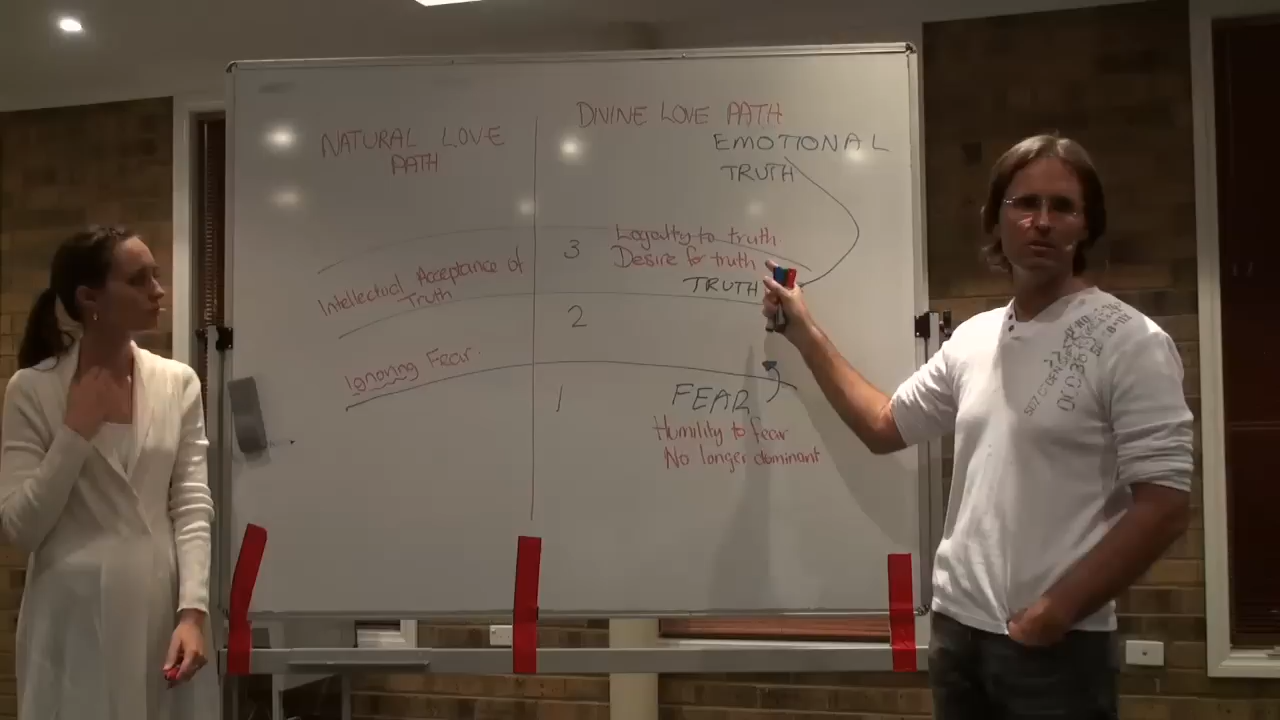 NATURAL LOVE
PATH
Intellectual Acceptance of
Truth
Ignoring Fear.
DIVINE LOVE PATH
EMOTIONAL
TRUTH
3
Loyalty to truth
Desire for truth
TRUTH
2
1
FEAR
Humility to fear
No longer dominant